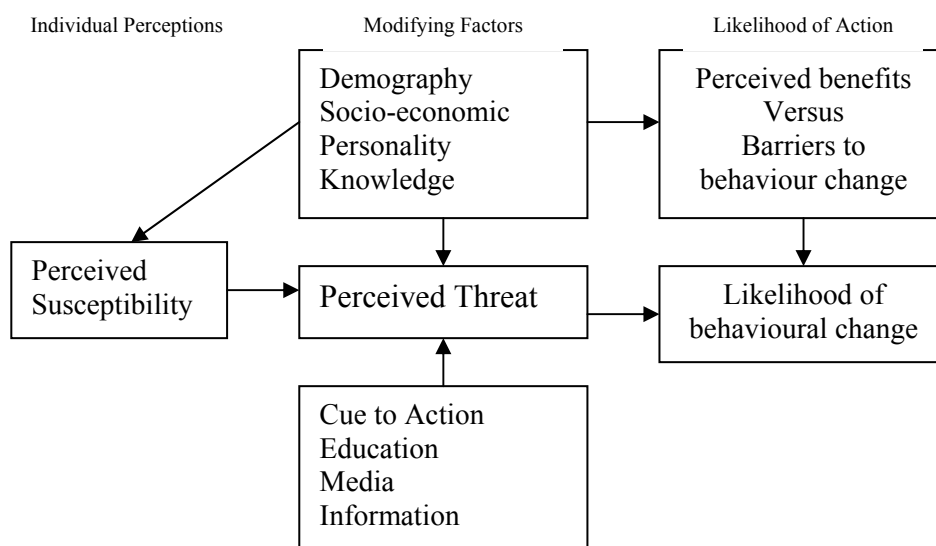 Individual Perceptions
Modifying Factors
Likelihood of Action
Demography
Socio-economic
Personality
Knowledge
Perceived benefits
Versus
Barriers to
behaviour change
Perceived
Susceptibility
Perceived Threat
Likelihood of
behavioural change
Cue to Action
Education
Media
Information